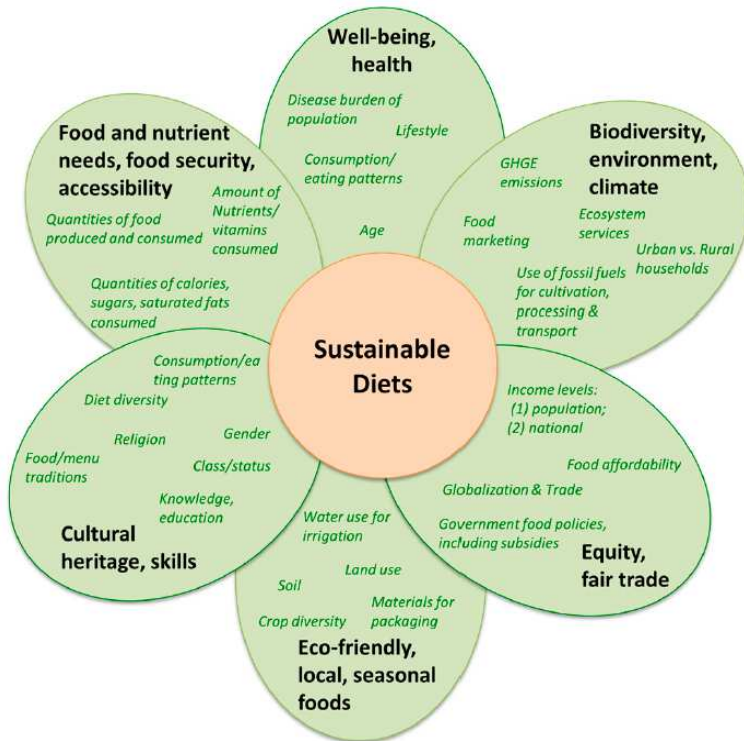 Well-being,
health
Disease burden of
population
Lifestyle
Consumption/
eating patterns
Age
Biodiversity,
environment,
climate
GHGE
emissions
Ecosystem
services
Food
marketing
Urban vs. Rural
households
Use of fossil fuels
for cultivation,
processing &
transport
Food and nutrient
needs, food security,
accessibility
Amount of
Nutrients/
vitamins
consumed
Quantities of food
produced and consumed
Quantities of calories,
sugars, saturated fats
consumed
Sustainable
Diets
Income levels:
(1) population;
(2) national
Food affordability
Globalization & Trade
Government food policies,
including subsidies
Equity,
fair trade
Consumption/ea
ting patterns
Diet diversity
Gender
Religion
Food/menu
traditions
Class/status
Knowledge,
education
Cultural
heritage, skills
Water use for
irrigation
Land use
Soil
Materials for
packaging
Crop diversity
Eco-friendly,
local, seasonal
foods